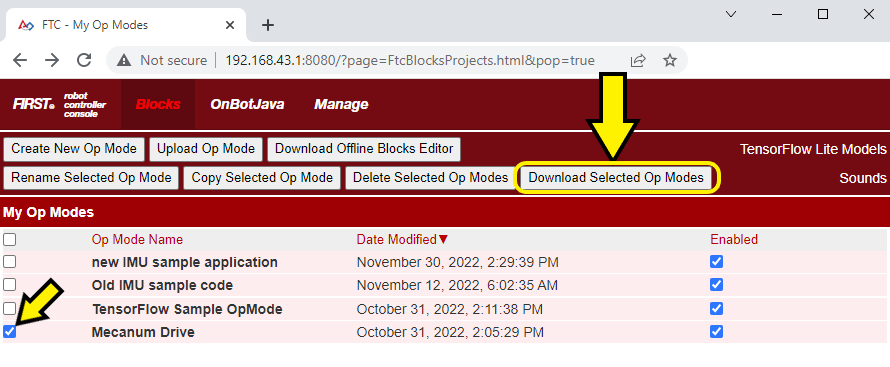 FTC - My Op Modes
Not secure 192.168.43.1:8080/?page=FtcBlocksProjects.html&pop=true
FIRST® robot controller console Blocks OnBotJava Manage
Create New Op Mode Upload Op Mode Download Offline Blocks Editor TensorFlow Lite Models
Rename Selected Op Mode Copy Selected Op Mode Delete Selected Op Modes Download Selected Op Modes Sounds
My Op Modes
Op Mode Name Date Modified▼ Enabled
new IMU sample application November 30, 2022, 2:29:39 PM
Old IMU sample code November 12, 2022, 6:02:35 AM
TensorFlow Sample OpMode October 31, 2022, 2:11:38 PM
Mecanum Drive October 31, 2022, 2:05:29 PM